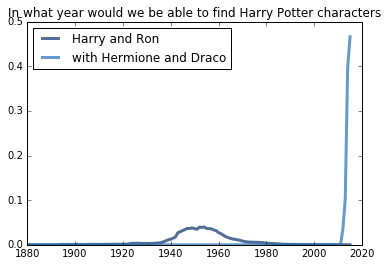 In what year would we be able to find Harry Potter characters
0.5
Harry and Ron
with Hermione and Draco
0.4
0.3
0.2
0.1
0.0
1880 1900 1920 1940 1960 1980 2000 2020